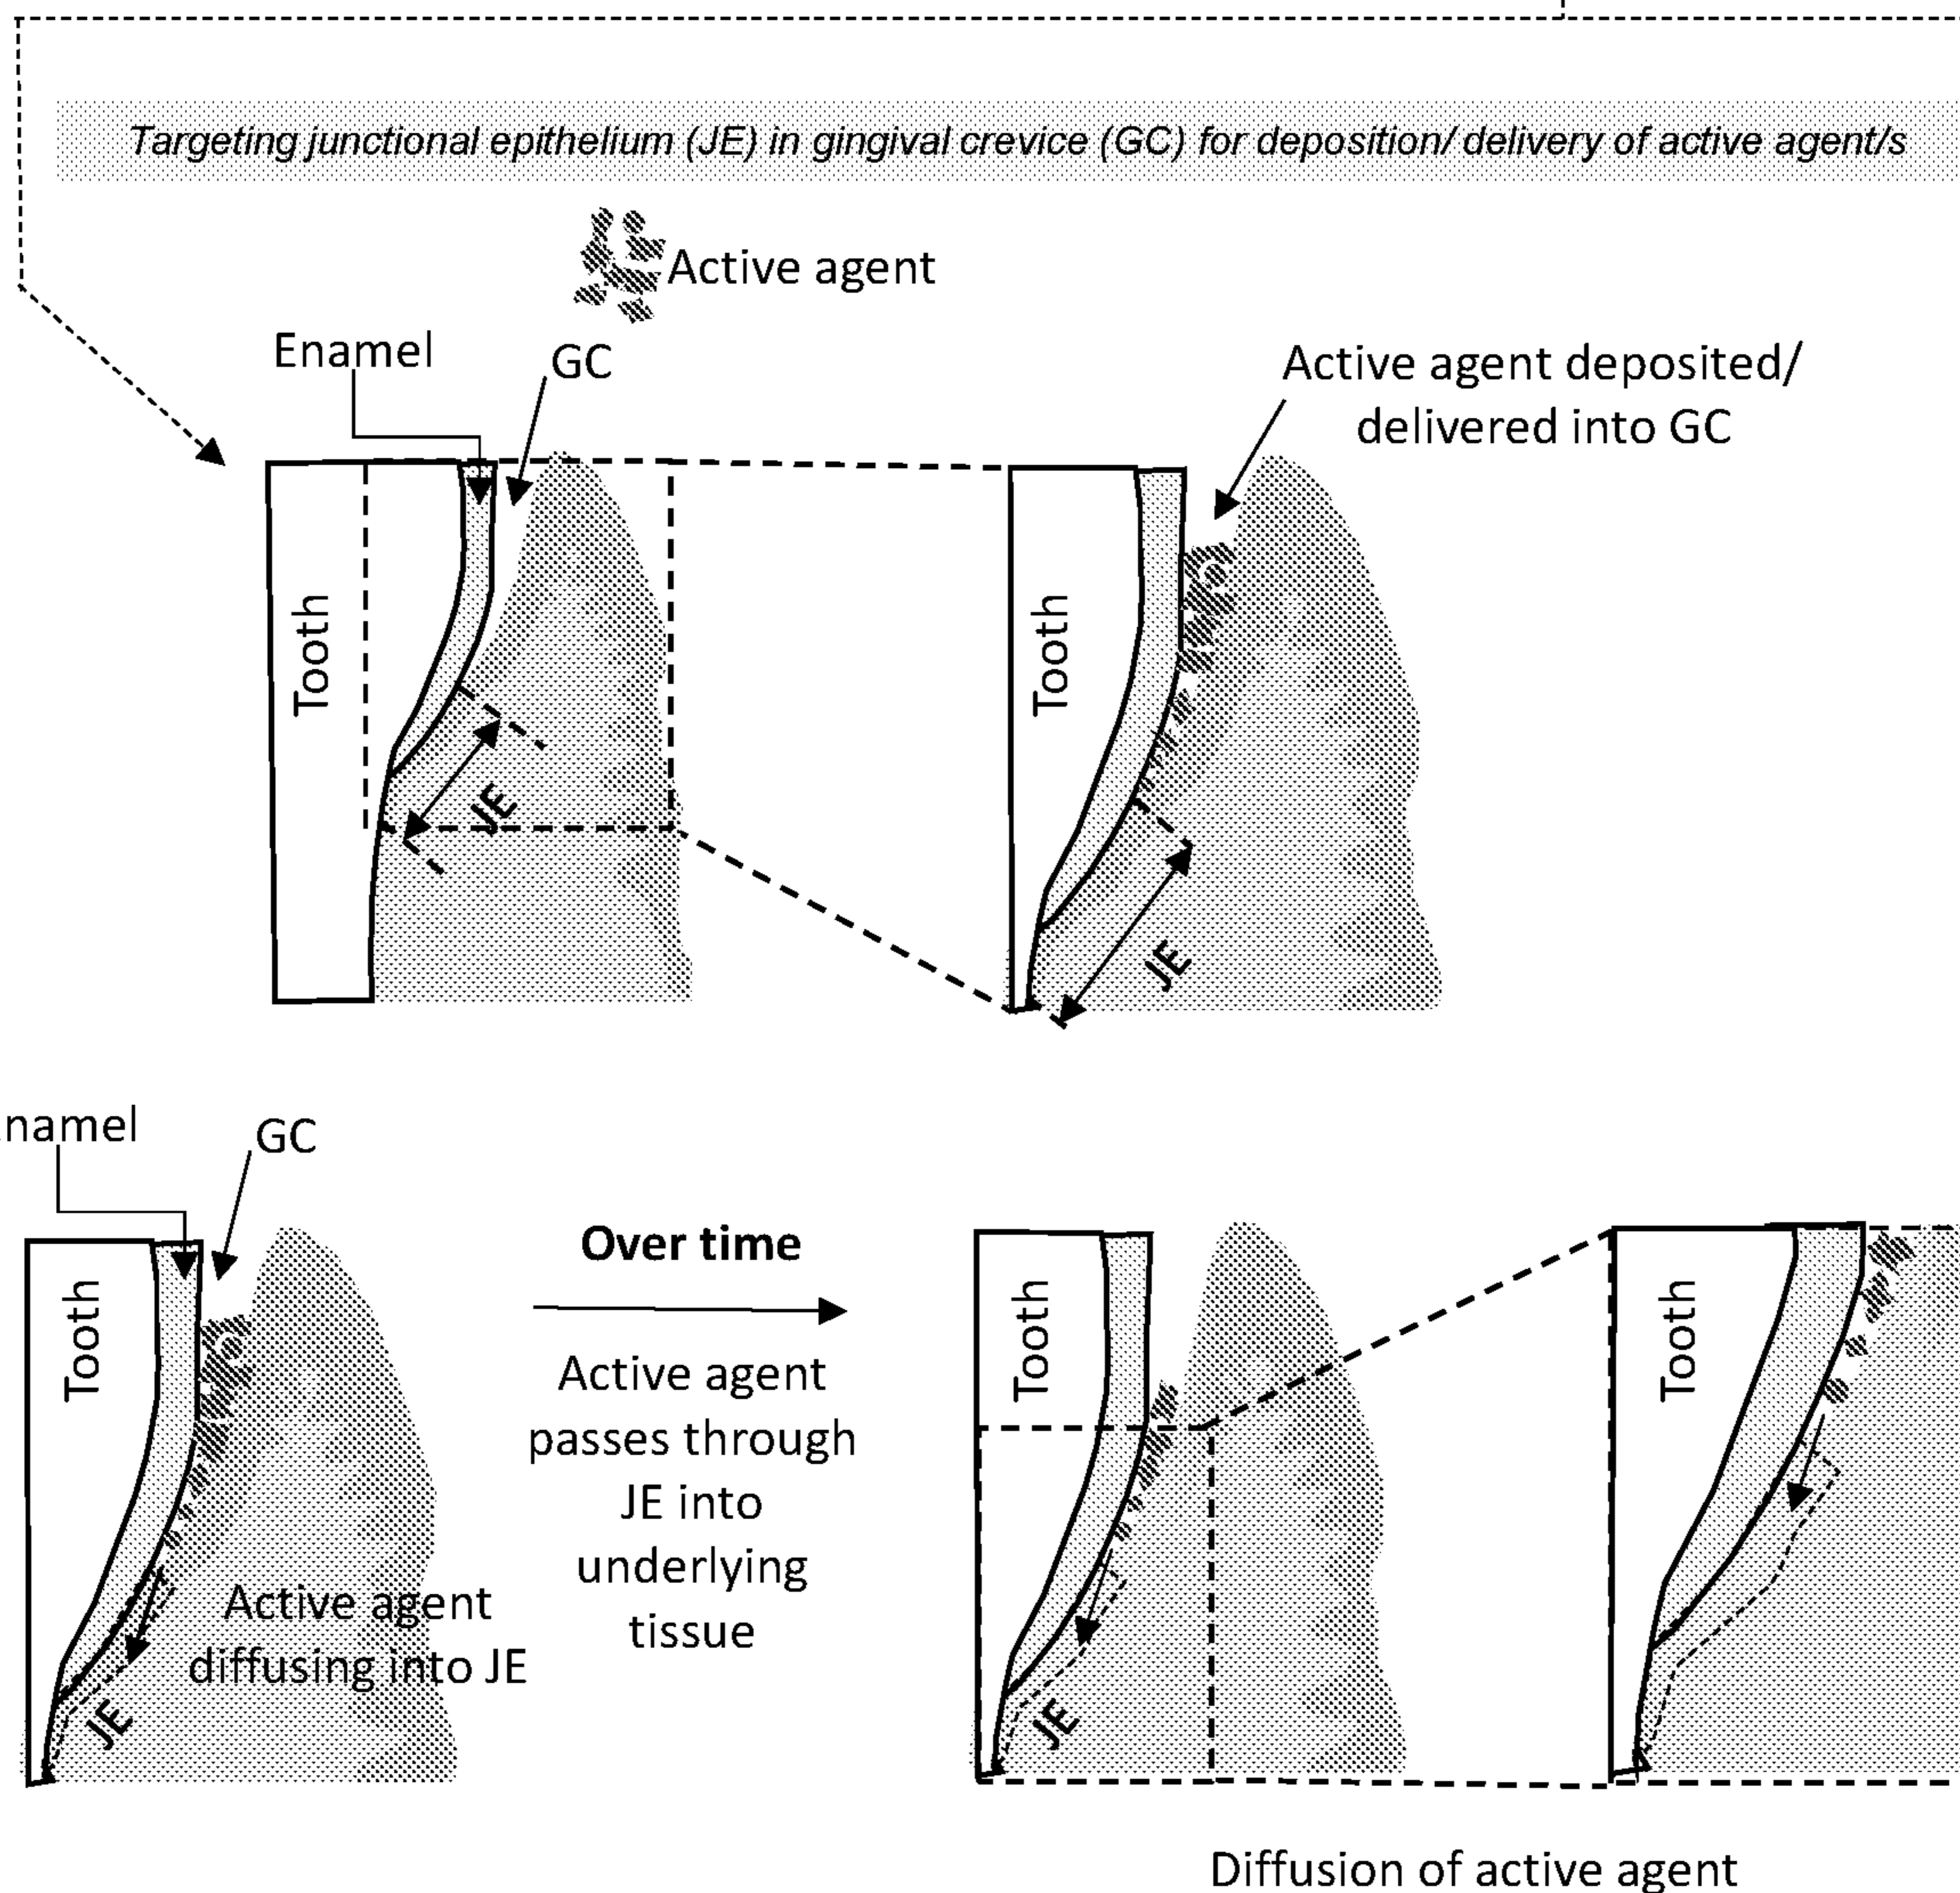 Targeting junctional epithelium (JE) in gingival crevice (GC) for deposition/ delivery of active agent/s
Active agent
Enamel
GC
Active agent deposited/
delivered into GC
Tooth
JE
Tooth
JE
namel
GC
Tooth
Active agent
diffusing into JE
JE
Over time
Active agent
passes through
JE into
underlying
tissue
Tooth
JE
Tooth
Diffusion of active agent